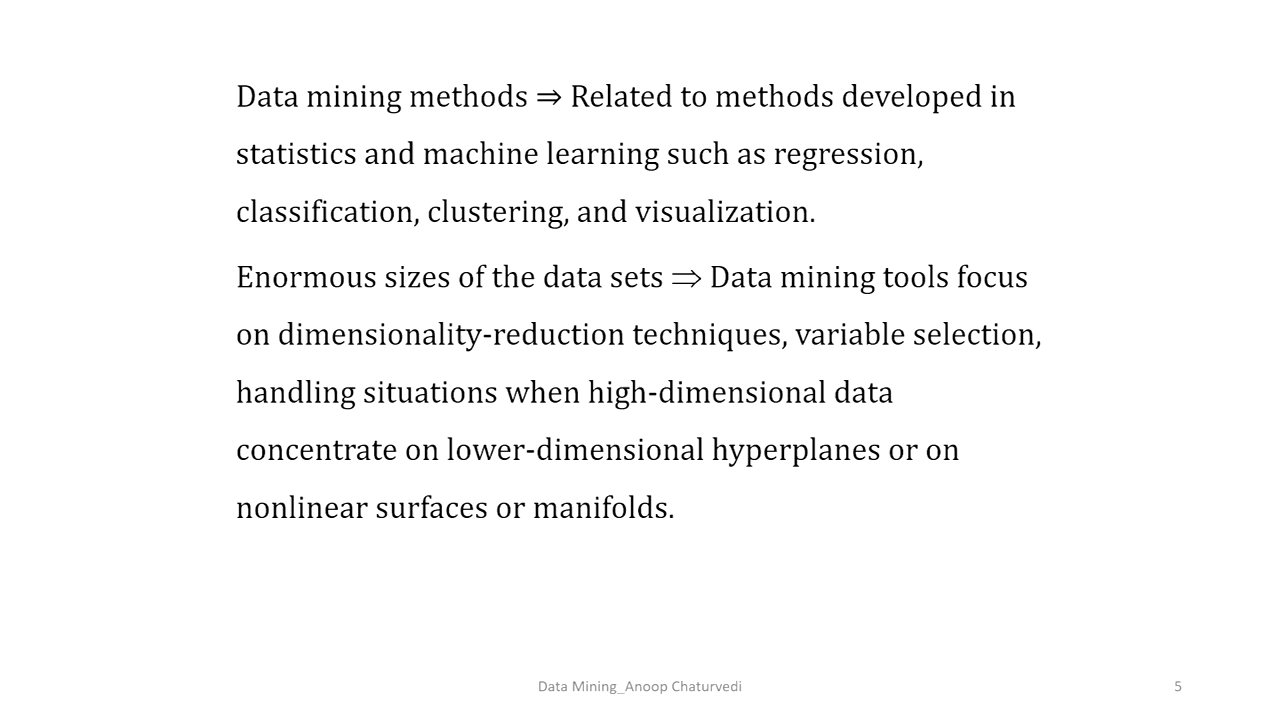 Data mining methods ⇒ Related to methods developed in
statistics and machine learning such as regression,
classification, clustering, and visualization.
Enormous sizes of the data sets ⟹ Data mining tools focus
on dimensionality-reduction techniques, variable selection,
handling situations when high-dimensional data
concentrate on lower-dimensional hyperplanes or on
nonlinear surfaces or manifolds.
Data Mining_Anoop Chaturvedi
5